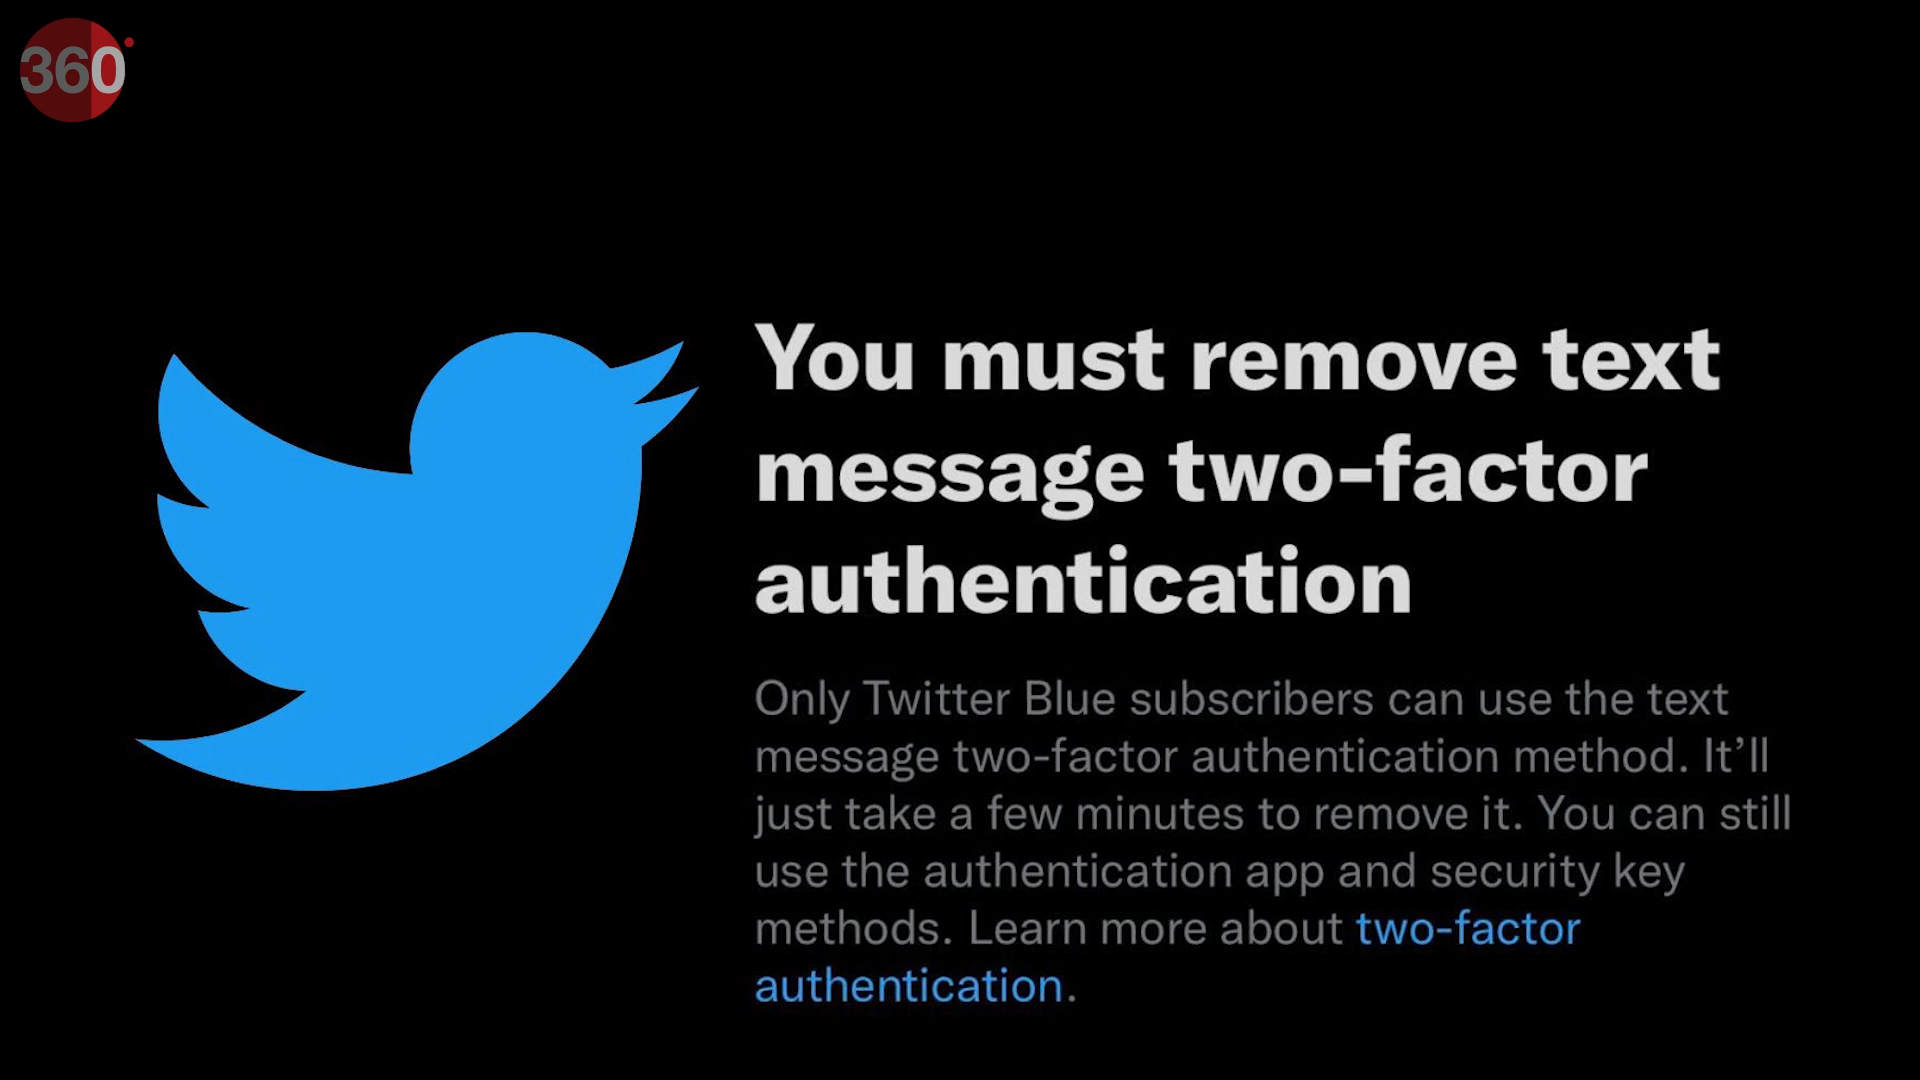 360
You must remove text
message two-factor
authentication
Only Twitter Blue subscribers can use the text
message two-factor authentication method. It’ll
just take a few minutes to remove it. You can still
use the authentication app and security key
methods. Learn more about two-factor
authentication.